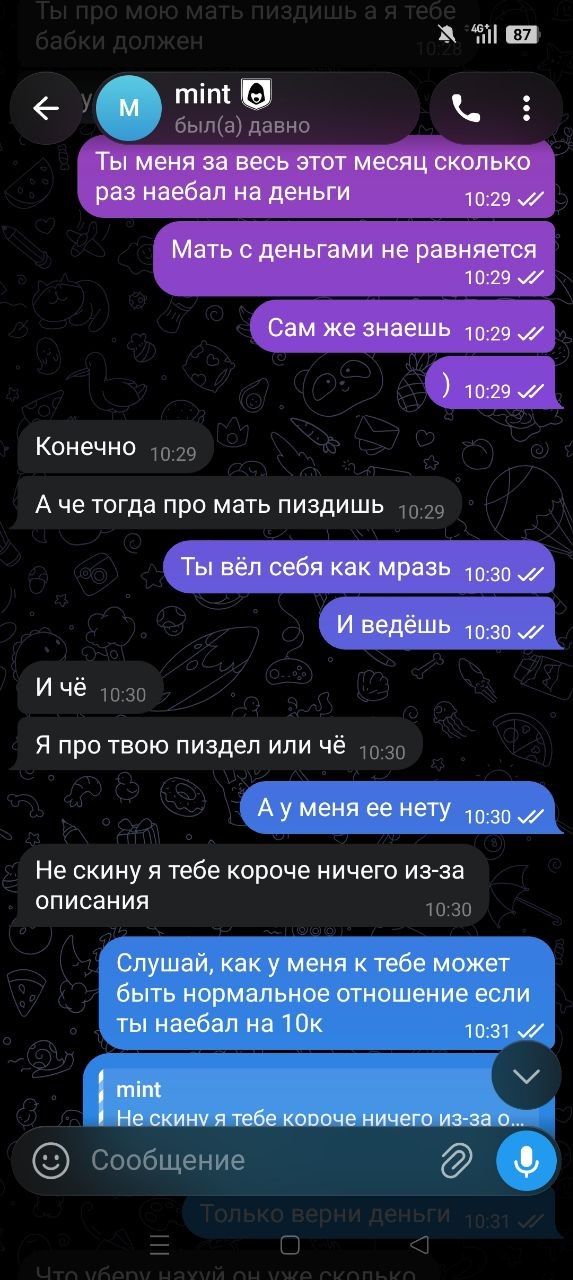 Ты про мою мать пиздишь а я тебе
бабки должен
10:28
4G+
87
у
M
mint
был(а) давно
Ты меня за весь этот месяц сколько
раз наебал на деньги
10:29
Мать с деньгами не равняется
10:29
Сам же знаешь 10:29
) 10:29
Конечно 10:29
А че тогда про мать пиздишь 10:29
Ты вёл себя как мразь 10:30
И ведёшь 10:30
И чё 10:30
Я про твою пиздел или чё 10:30
А у меня ее нету 10:30
Не скину я тебе короче ничего из-за
описания
10:30
Слушай, как у меня к тебе может
быть нормальное отношение если
ты наебал на 10к 10:31
mint
Не скину я тебе короче ничего из-за о...
Сообщение
Только верни деньги 10:31
Что уберу нахуй он уже сколько